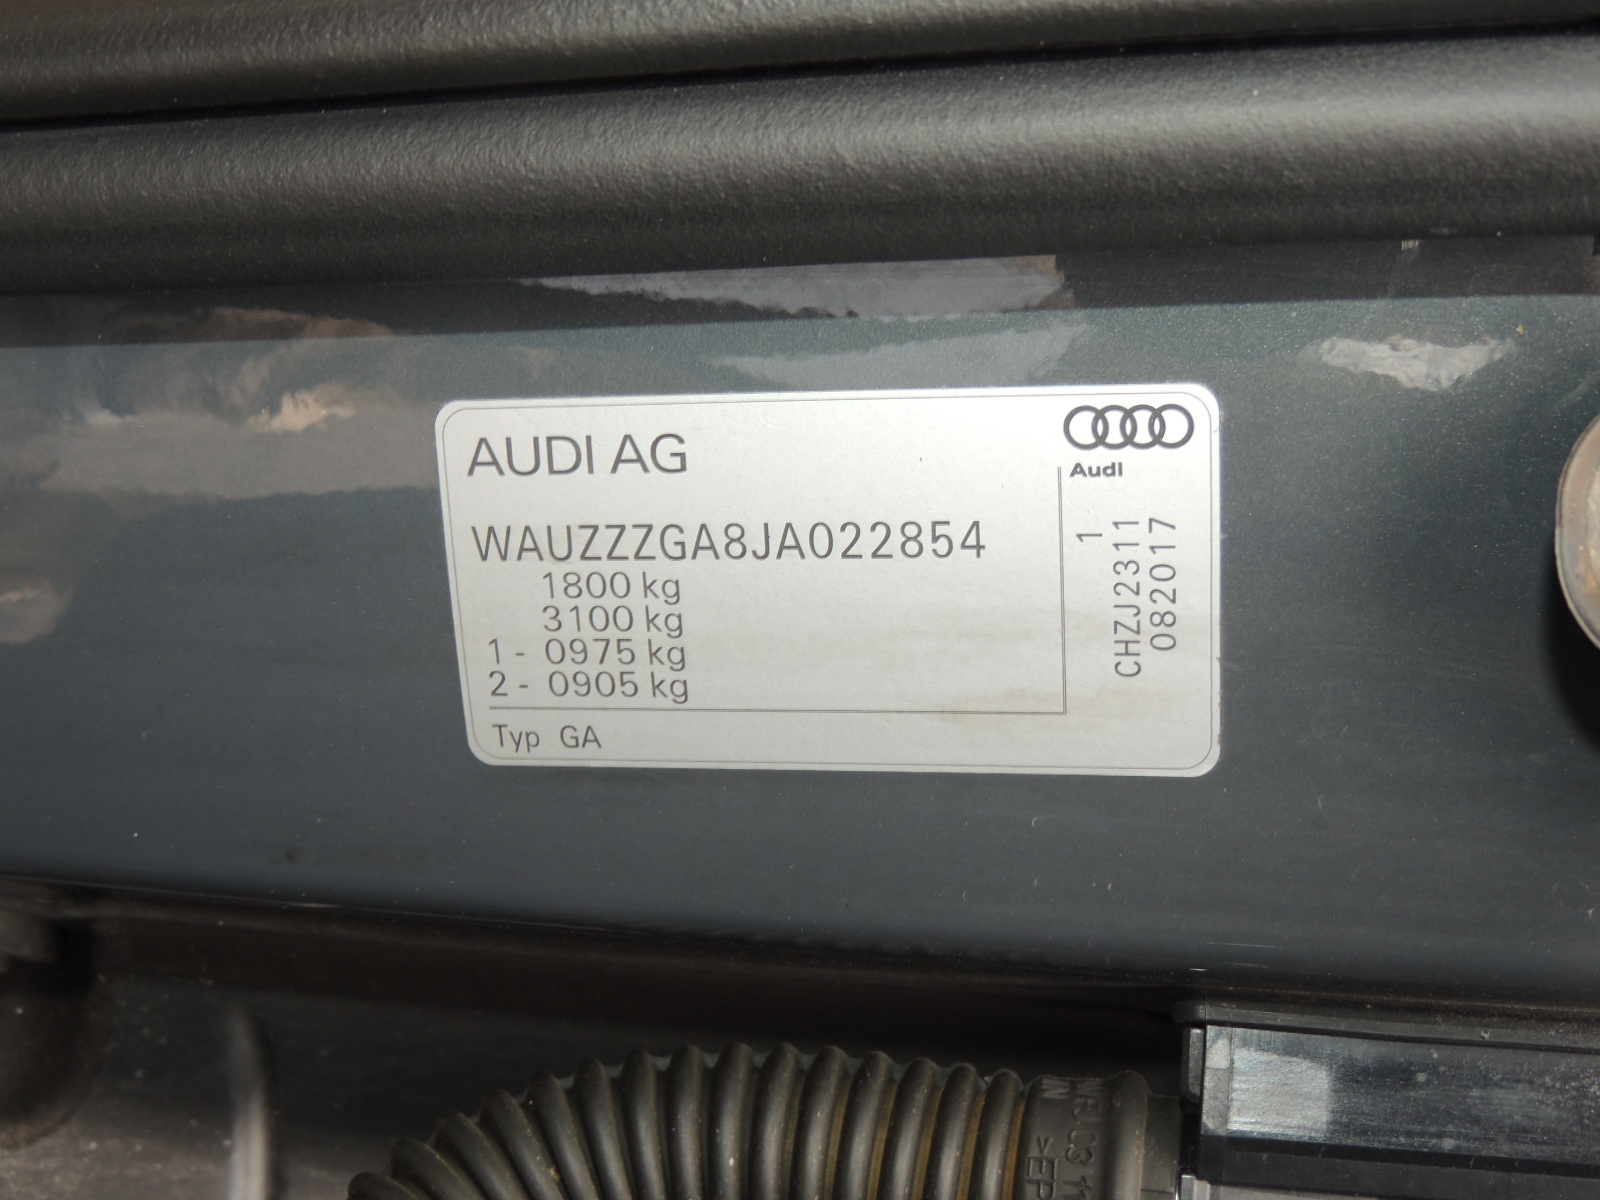 AUDI AG
Audi
WAUZZZGA8JA022854
1800 kg
3100 kg
1 - 0975 kg
2 - 0905 kg
Typ GA
1
CHZJ2311
082017